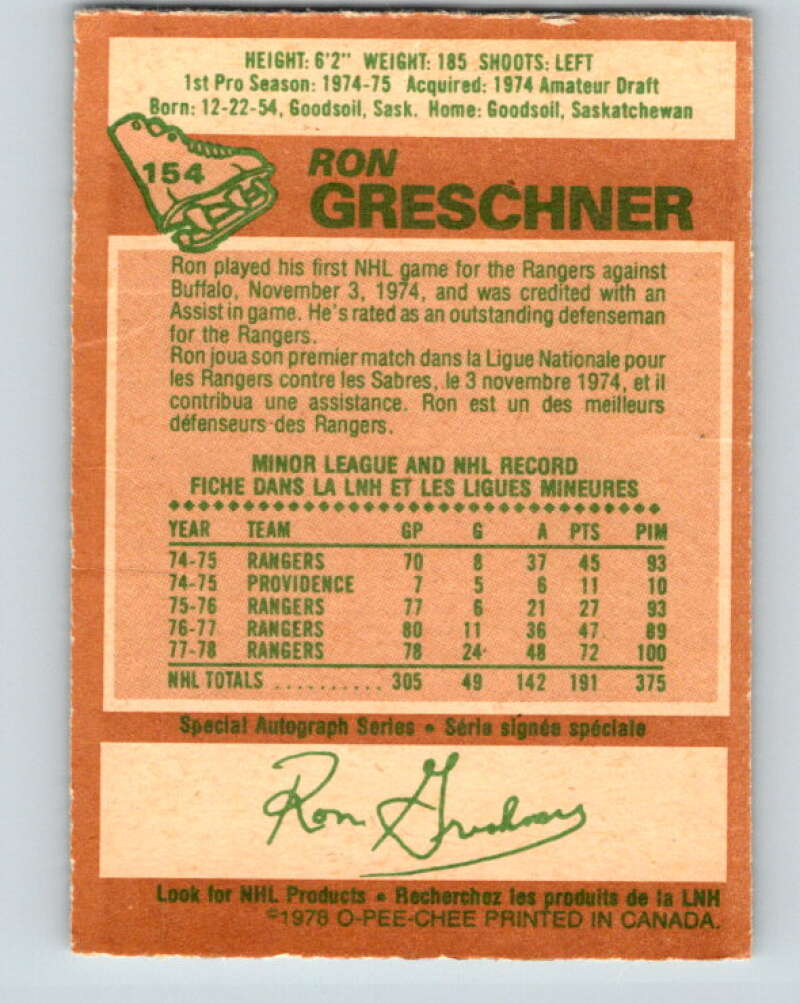 HEIGHT: 6'2" WEIGHT: 185 SHOOTS: LEFT
1st Pro Season: 1974-75 Acquired: 1974 Amateur Draft
Born: 12-22-54, Goodsoil, Sask. Home: Goodsoil, Saskatchewan
154
RON
GRESCHNER
Ron played his first NHL game for the Rangers against
Buffalo, November 3, 1974, and was credited with an
Assist in game. He's rated as an outstanding defenseman
for the Rangers.
Ron joua son premier match dans la Ligue Nationale pour
les Rangers contre les Sabres, le 3 novembre 1974, et il
contribua une assistance. Ron est un des meilleurs
défenseurs des Rangers.
MINOR LEAGUE AND NHL RECORD
FICHE DANS LA LNH ET LES LIGUES MINEURES
YEAR TEAM GP G A PTS PIM
74-75 RANGERS 70 8 37 45 93
74-75 PROVIDENCE 7 5 6 11 10
75-76 RANGERS 77 6 21 27 93
76-77 RANGERS 80 11 36 47 89
77-78 RANGERS 78 24 48 72 100
NHL TOTALS .......... 305 49 142 191 375
Special Autograph Series • Série signée spéciale
Ron Greschner
Look for NHL Products • Recherchez les produits de la LNH
©1978 O-PEE-CHEE PRINTED IN CANADA.